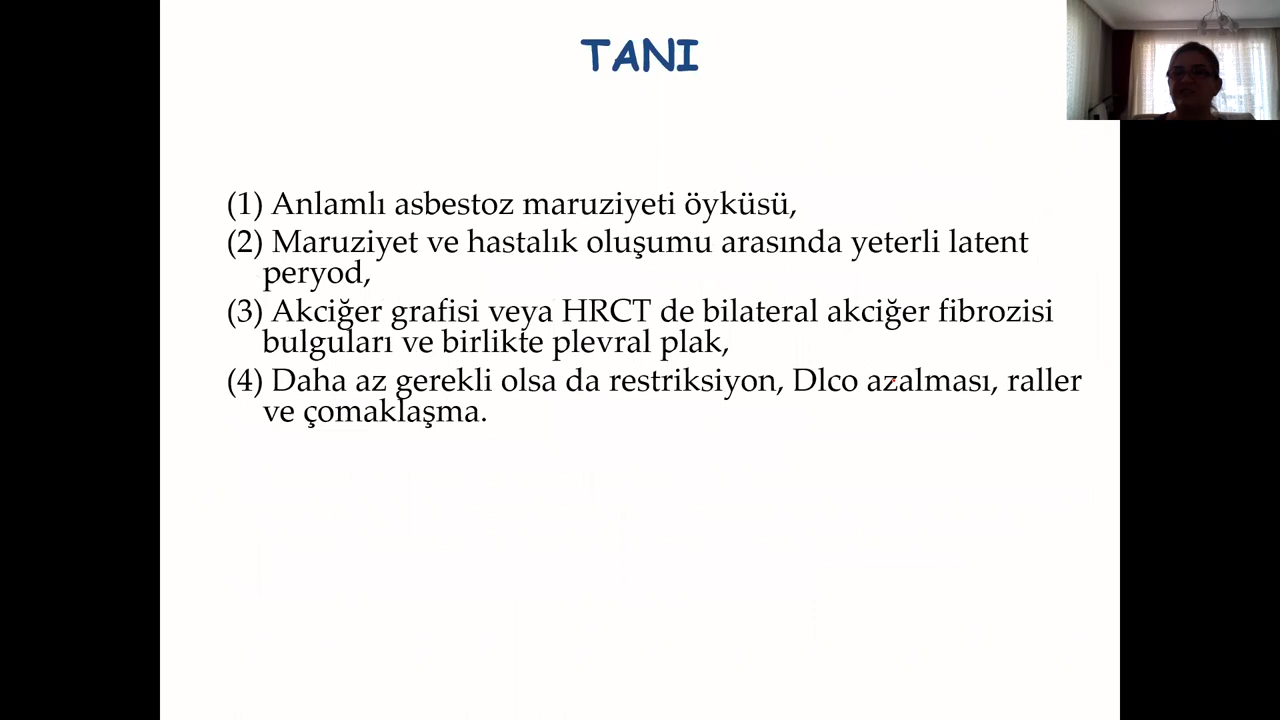 TANI
(1) Anlamlı asbestoz maruziyeti öyküsü,
(2) Maruziyet ve hastalık oluşumu arasında yeterli latent
peryod,
(3) Akciğer grafisi veya HRCT de bilateral akciğer fibrozisi
bulguları ve birlikte plevral plak,
(4) Daha az gerekli olsa da restriksiyon, Dlco azalması, raller
ve çomaklaşma.